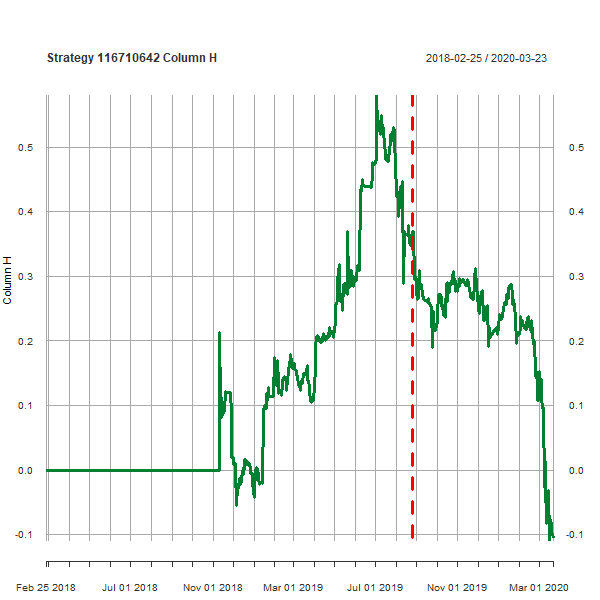 Strategy 116710642 Column H
2018-02-25 / 2020-03-23
Column H
0.5
0.4
0.3
0.2
0.1
0.0
-0.1
0.5
0.4
0.3
0.2
0.1
0.0
-0.1
Feb 25 2018
Jul 01 2018
Nov 01 2018
Mar 01 2019
Jul 01 2019
Nov 01 2019
Mar 01 2020